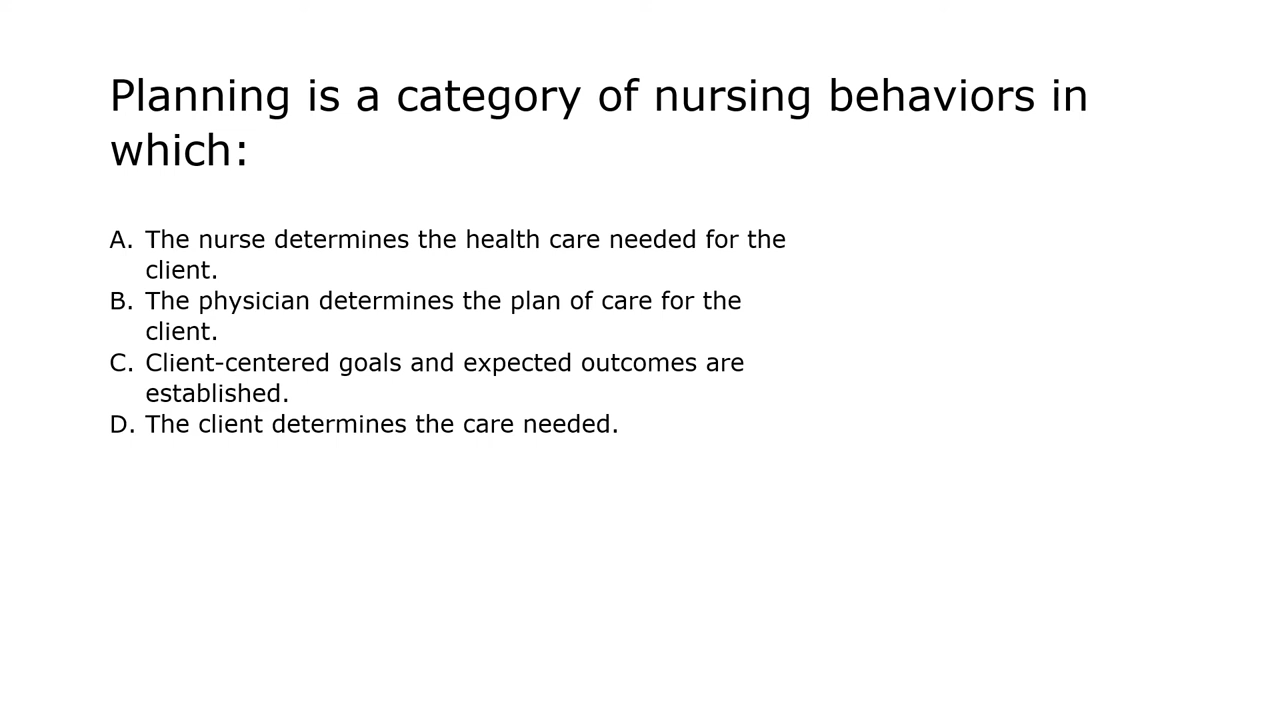 Planning is a category of nursing behaviors in
which:
A. The nurse determines the health care needed for the
client.
B. The physician determines the plan of care for the
client.
C. Client-centered goals and expected outcomes are
established.
D. The client determines the care needed.